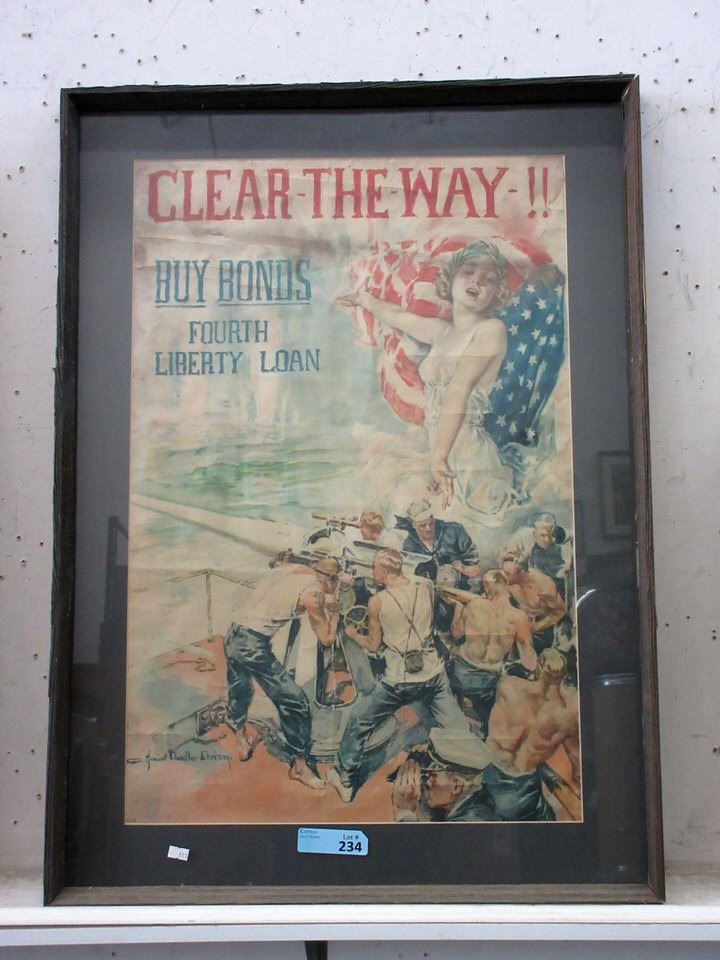 CLEAR-THE-WAY-!!
BUY BONDS
FOURTH
LIBERTY LOAN
Howard Chandler Christy
Lot #
234